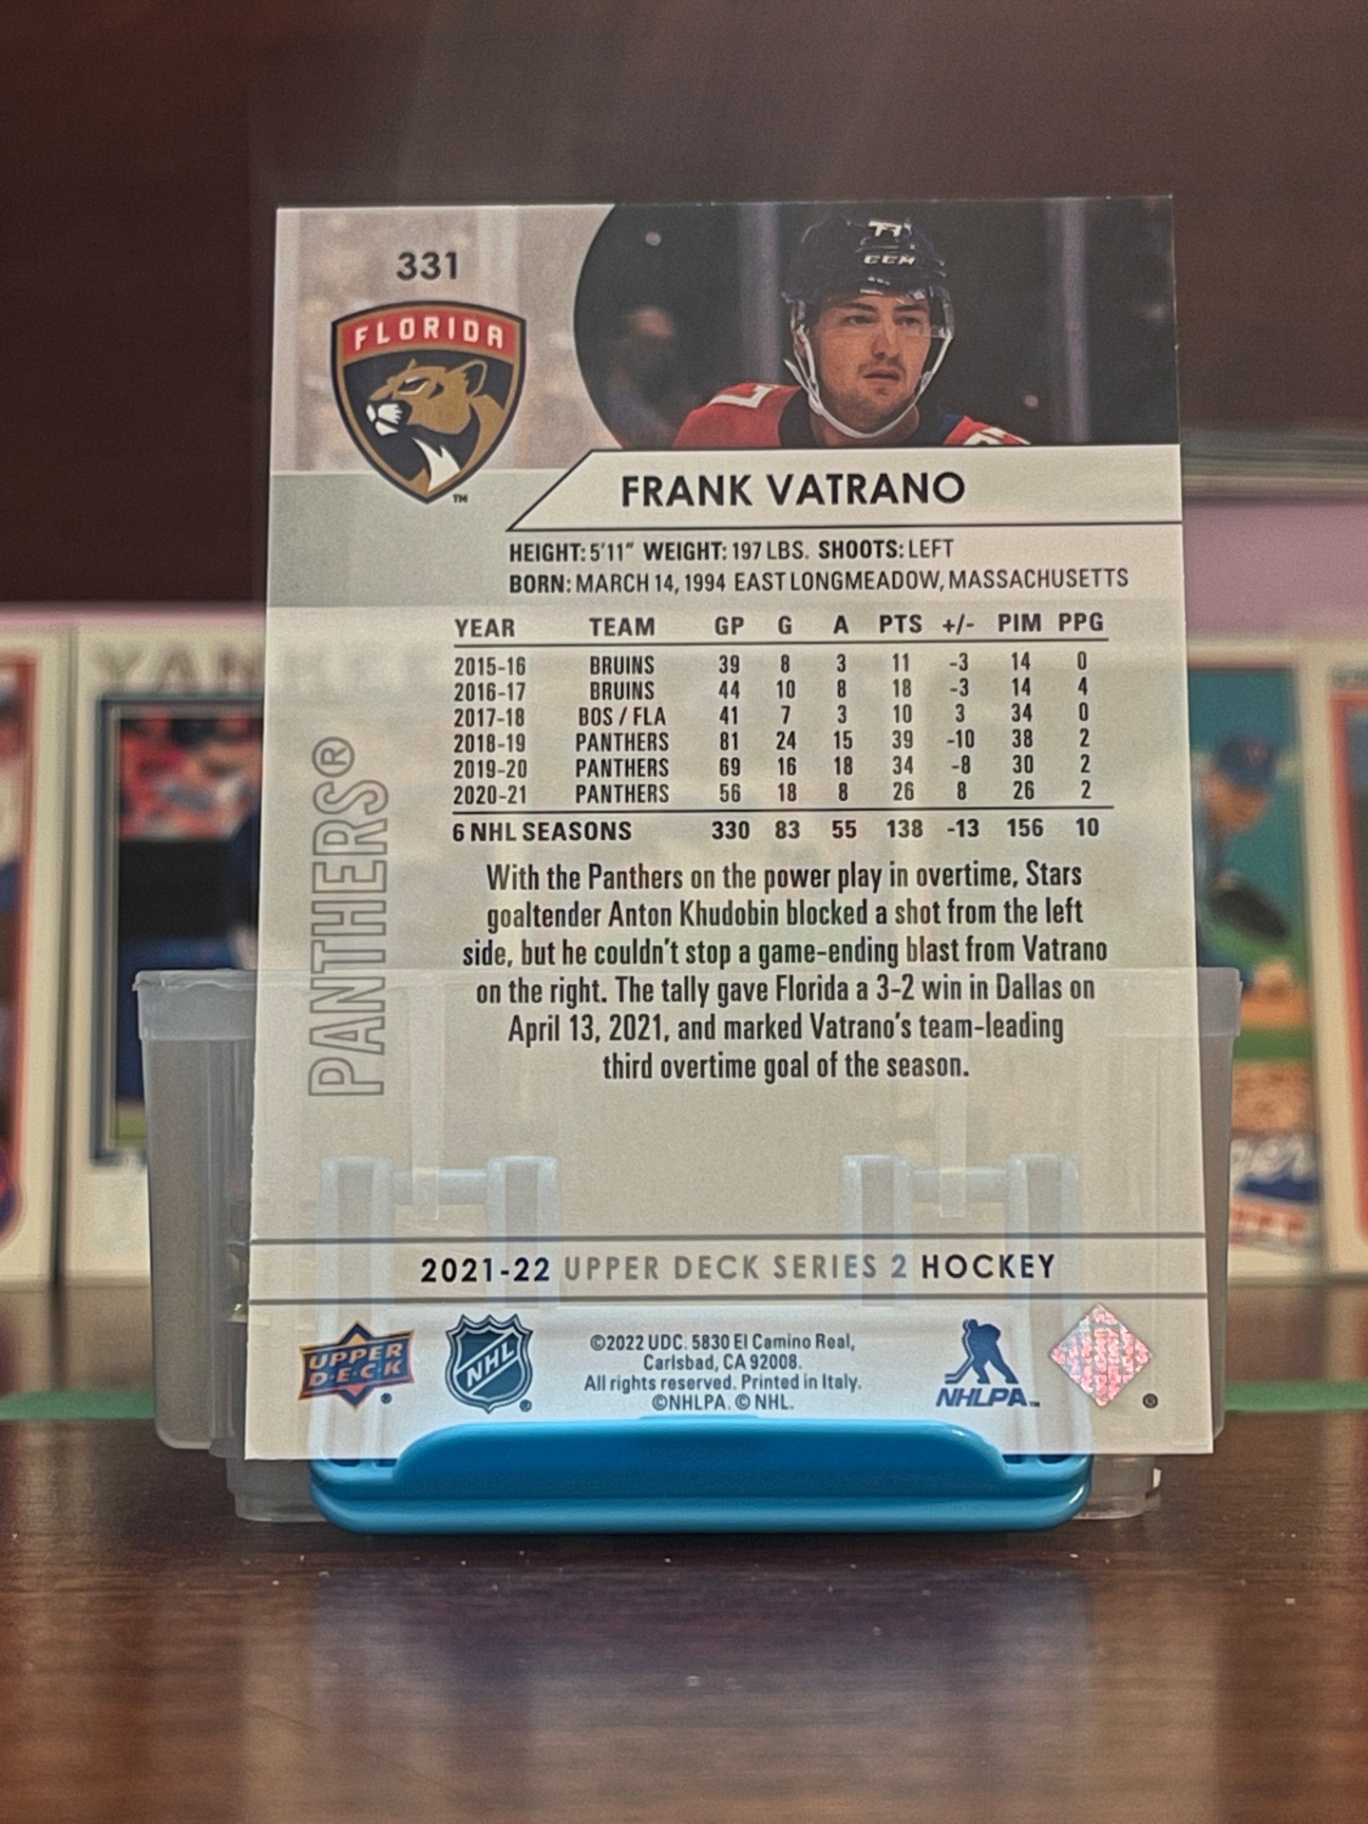 331
FLORIDA
TM
77
CCM
FRANK VATRANO
HEIGHT: 5'11" WEIGHT: 197 LBS. SHOOTS: LEFT
BORN: MARCH 14, 1994 EAST LONGMEADOW, MASSACHUSETTS
YEAR TEAM GP G A PTS +/- PIM PPG
2015-16 BRUINS 39 8 3 11 -3 14 0
2016-17 BRUINS 44 10 8 18 -3 14 4
2017-18 BOS / FLA 41 7 3 10 3 34 0
2018-19 PANTHERS 81 24 15 39 -10 38 2
2019-20 PANTHERS 69 16 18 34 -8 30 2
2020-21 PANTHERS 56 18 8 26 8 26 2
6 NHL SEASONS 330 83 55 138 -13 156 10
PANTHERS®
With the Panthers on the power play in overtime, Stars
goaltender Anton Khudobin blocked a shot from the left
side, but he couldn't stop a game-ending blast from Vatrano
on the right. The tally gave Florida a 3-2 win in Dallas on
April 13, 2021, and marked Vatrano's team-leading
third overtime goal of the season.
2021-22 UPPER DECK SERIES 2 HOCKEY
UPPER
DECK
®
NHL
®
©2022 UDC. 5830 El Camino Real,
Carlsbad, CA 92008.
All rights reserved. Printed in Italy.
©NHLPA. © NHL.
NHLPA™
®
YANKEES